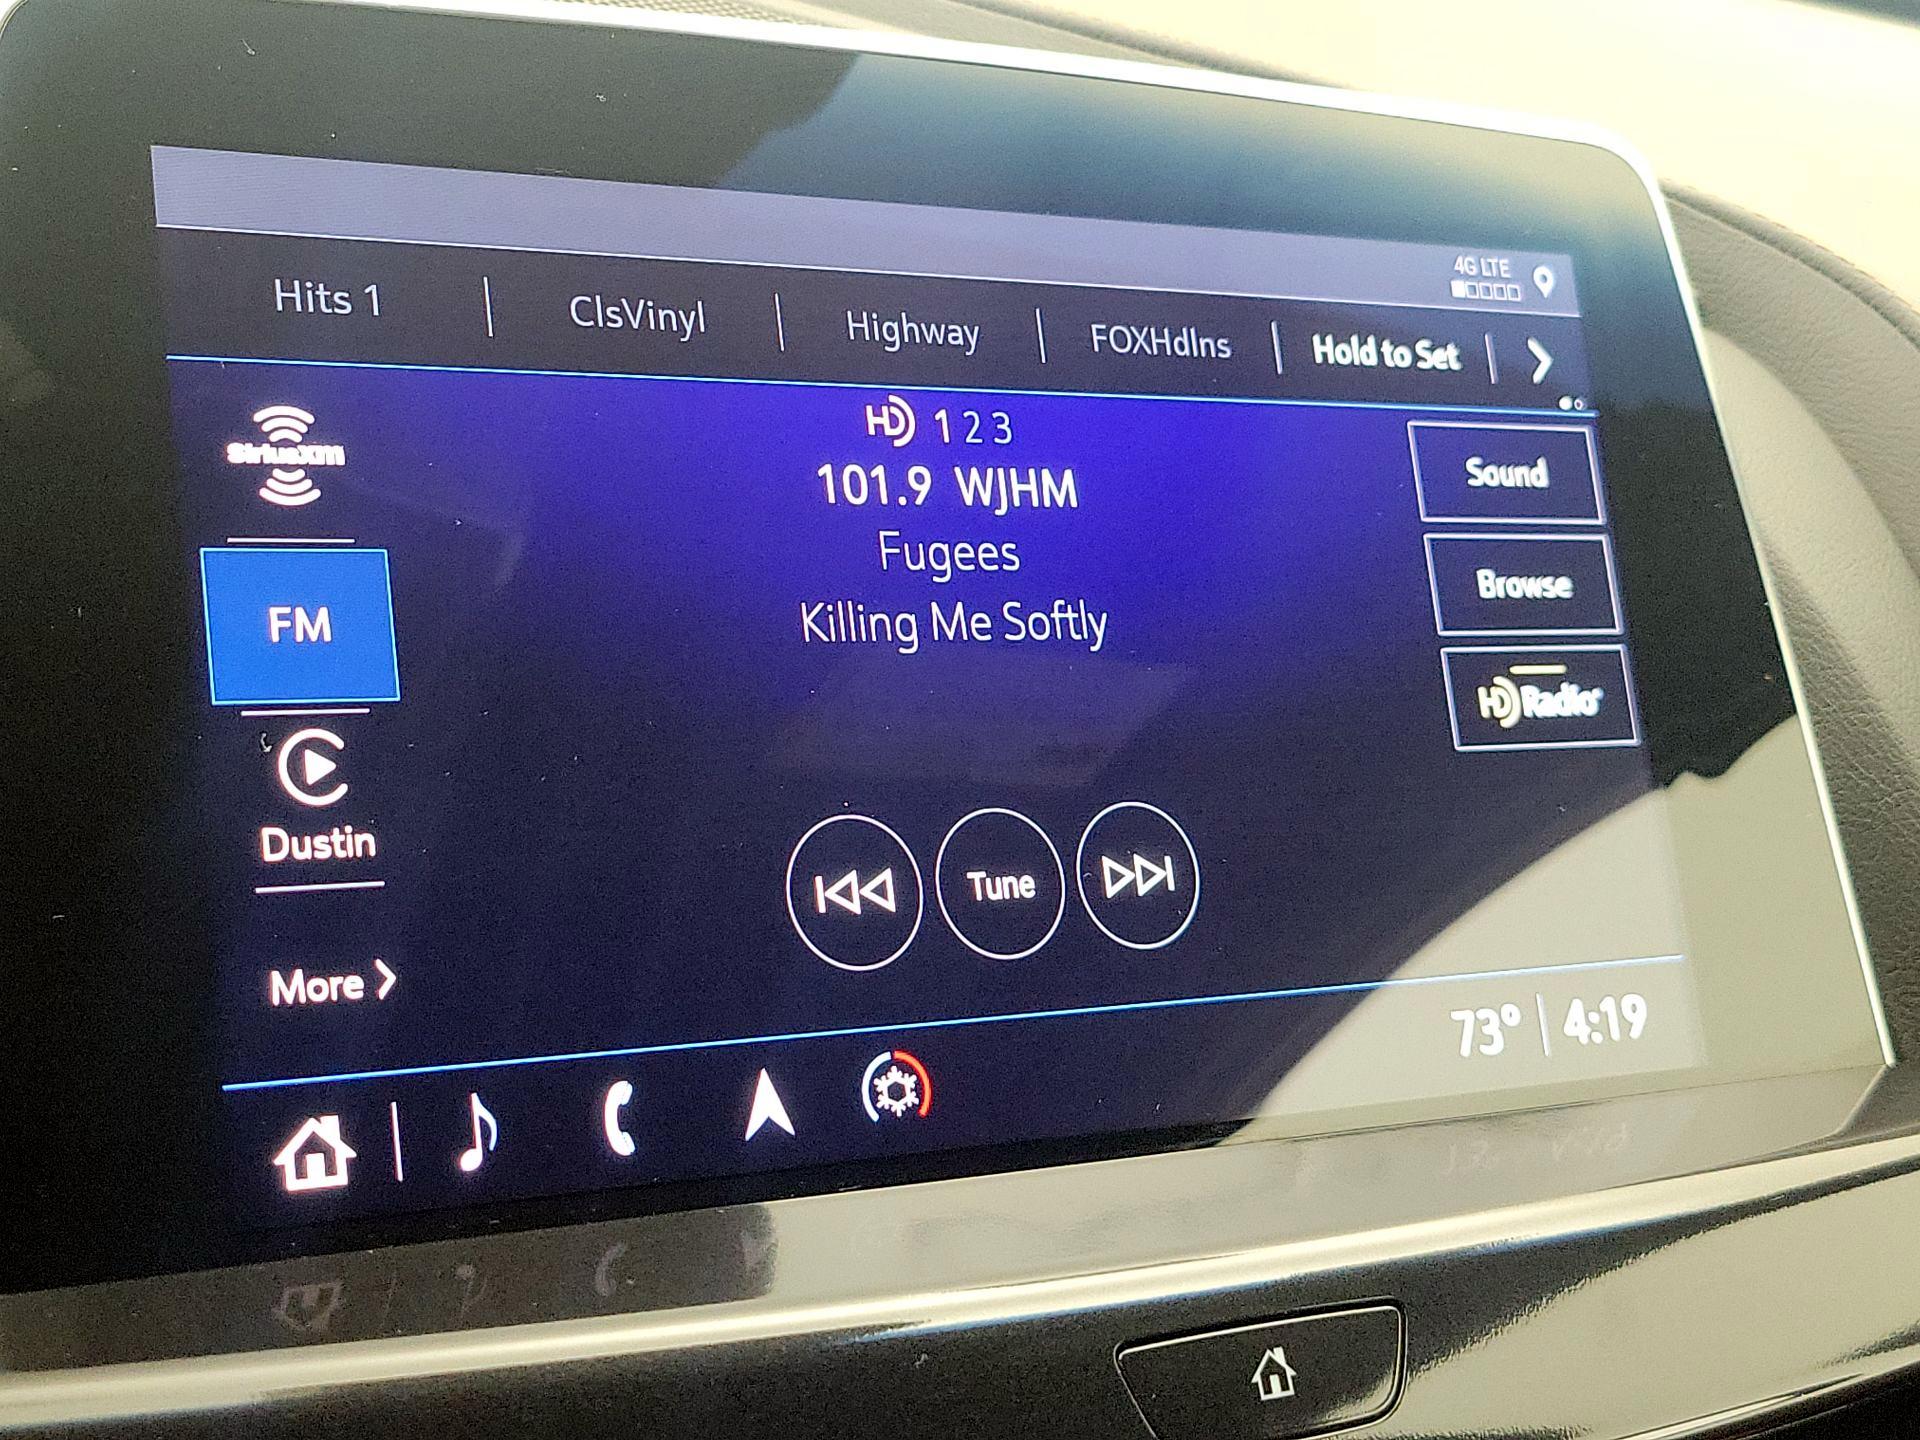 4G LTE
Hits 1
ClsVinyl
Highway
FOXHdlns
Hold to Set
SiriusXM
HD 1 2 3
101.9 WJHM
Fugees
Killing Me Softly
Sound
Browse
HD Radio
FM
Dustin
More
Tune
73° 4:19